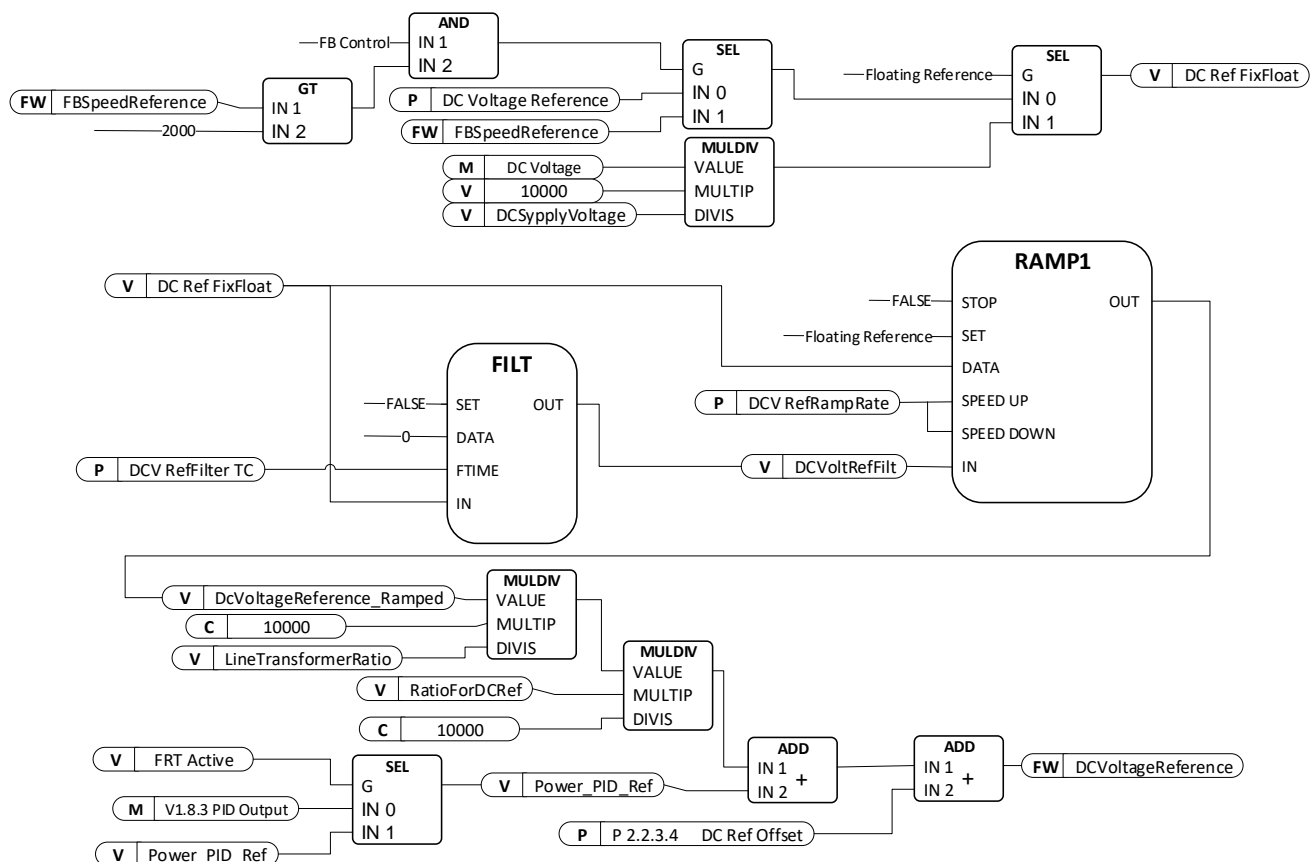 AND
FB Control
IN 1
IN 2
SEL
G
IN 0
IN 1
SEL
Floating Reference
G
IN 0
IN 1
V DC Ref FixFloat
GT
FW FBSpeedReference
IN 1
2000
IN 2
P DC Voltage Reference
FW FBSpeedReference
MULDIV
M DC Voltage
VALUE
V 10000
MULTIP
V DCSypplyVoltage
DIVIS
RAMP1
V DC Ref FixFloat
FALSE
STOP
OUT
Floating Reference
SET
DATA
P DCV RefRampRate
SPEED UP
SPEED DOWN
V DCVoltRefFilt
IN
FILT
FALSE
SET
OUT
0
DATA
P DCV RefFilter TC
FTIME
IN
MULDIV
V DcVoltageReference_Ramped
VALUE
C 10000
MULTIP
V LineTransformerRatio
DIVIS
MULDIV
VALUE
V RatioForDCRef
MULTIP
C 10000
DIVIS
V FRT Active
SEL
G
M V1.8.3 PID Output
IN 0
IN 1
V Power_PID_Ref
V Power_PID_Ref
ADD
IN 1
IN 2
+
ADD
IN 1
IN 2
+
FW DCVoltageReference
P P 2.2.3.4 DC Ref Offset